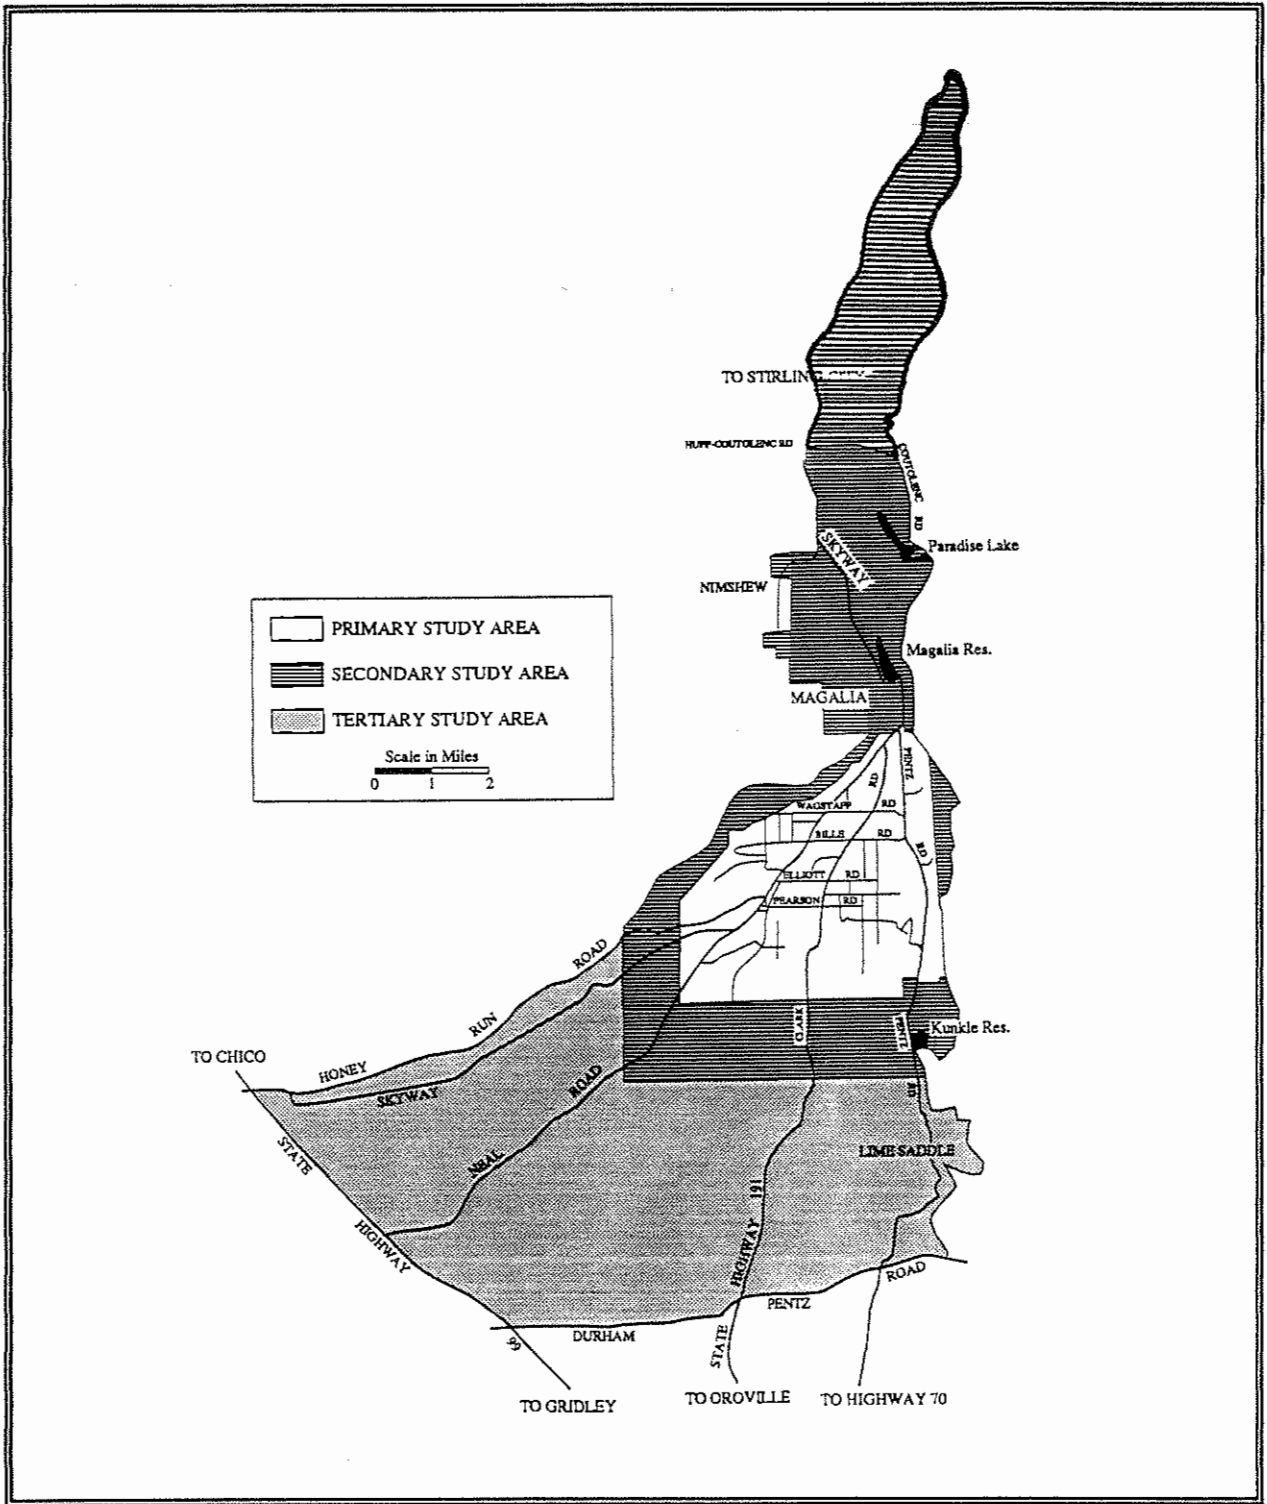 TO STIRLING CITY
HUPP-COUTOLENC RD
COUTOLENC RD
SKYWAY
Paradise Lake
NIMSHEW
PRIMARY STUDY AREA
SECONDARY STUDY AREA
TERTIARY STUDY AREA
Scale in Miles
0 1 2
Magalia Res.
MAGALIA
PENTZ RD
RD
WAGSTAFF RD
BILLE RD
ELLIOTT RD
PEARSON RD
HONEY RUN ROAD
SKYWAY
NEAL ROAD
CLARK
PENTZ RD
Kunkle Res.
TO CHICO
STATE HIGHWAY 99
LIME SADDLE
STATE HIGHWAY 191
DURHAM PENTZ ROAD
TO GRIDLEY
TO OROVILLE
TO HIGHWAY 70